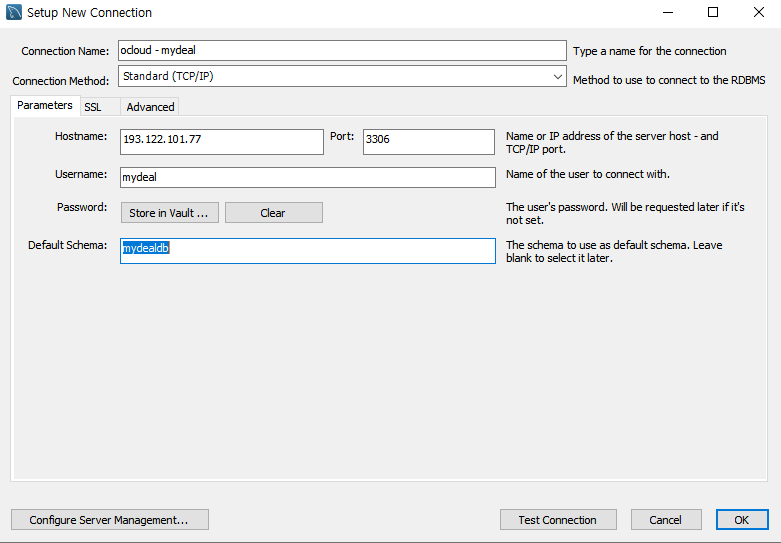 Setup New Connection
Connection Name: ocloud - mydeal Type a name for the connection
Connection Method: Standard (TCP/IP) Method to use to connect to the RDBMS
Parameters SSL Advanced
Hostname: 193.122.101.77 Port: 3306 Name or IP address of the server host - and
TCP/IP port.
Username: mydeal Name of the user to connect with.
Password: Store in Vault ... Clear The user's password. Will be requested later if it's
not set.
Default Schema: mydealdb The schema to use as default schema. Leave
blank to select it later.
Configure Server Management... Test Connection Cancel OK